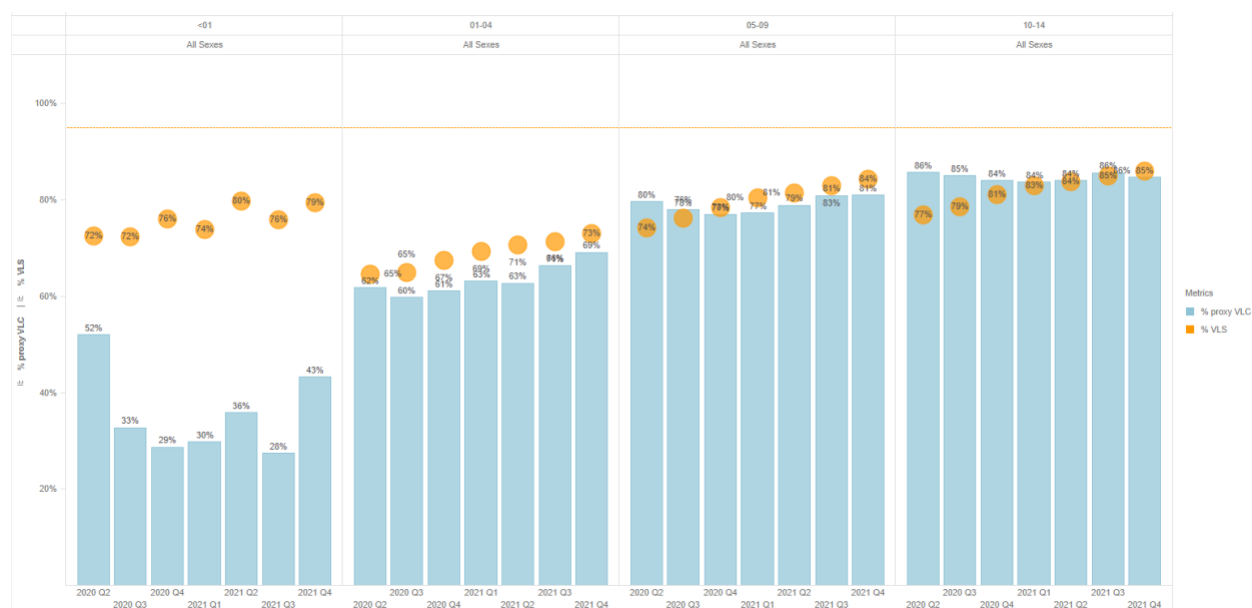 <01 01-04 05-09 10-14
All Sexes All Sexes All Sexes All Sexes
100%
80%
60%
40%
20%
% proxy VLC | % VLS
72% 72% 76% 74% 80% 76% 79%
52% 33% 29% 30% 36% 28% 43%
65% 65% 67% 69% 71% 73%
62% 60% 61% 63% 63% 69%
80% 78% 80% 77% 81% 79% 81% 83% 84% 81%
74%
86% 85% 84% 84% 84% 86% 86% 85%
77% 79% 81% 83% 84% 85%
Metrics
% proxy VLC
% VLS
2020 Q2 2020 Q4 2021 Q2 2021 Q4 2020 Q3 2021 Q1 2021 Q3 2020 Q2 2020 Q4 2021 Q2 2021 Q4 2020 Q3 2021 Q1 2021 Q3
2020 Q3 2021 Q1 2021 Q3 2020 Q2 2020 Q4 2021 Q2 2021 Q4 2020 Q3 2021 Q1 2021 Q3 2020 Q2 2020 Q4 2021 Q2 2021 Q4